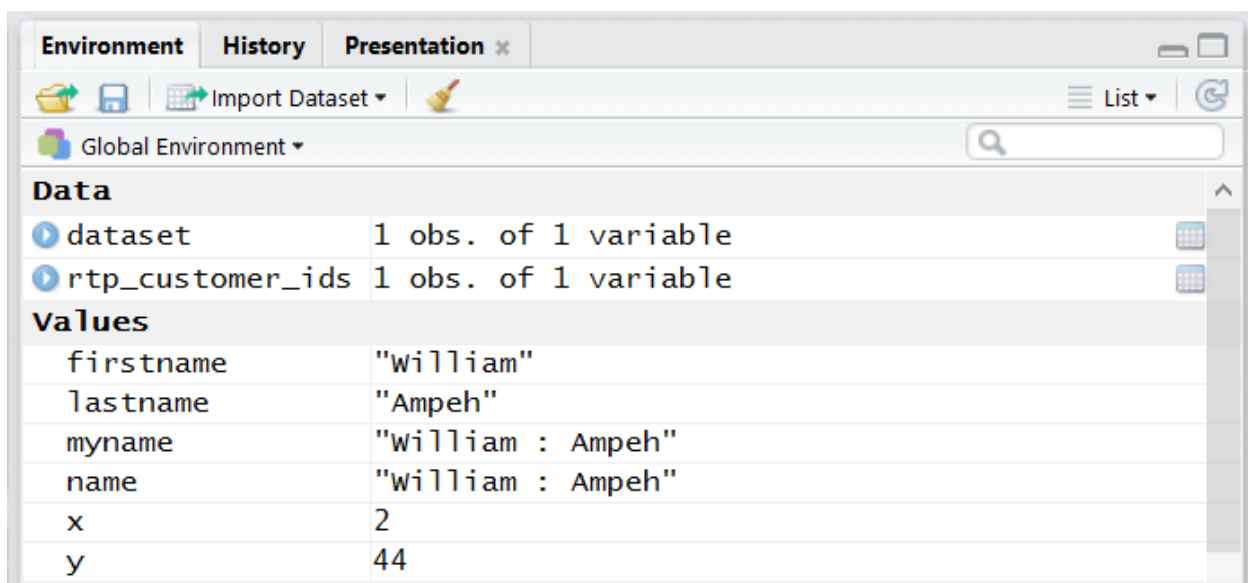 Environment History Presentation
Import Dataset List
Global Environment
Data
dataset 1 obs. of 1 variable
rtp_customer_ids 1 obs. of 1 variable
Values
firstname "William"
lastname "Ampeh"
myname "William : Ampeh"
name "William : Ampeh"
x 2
y 44